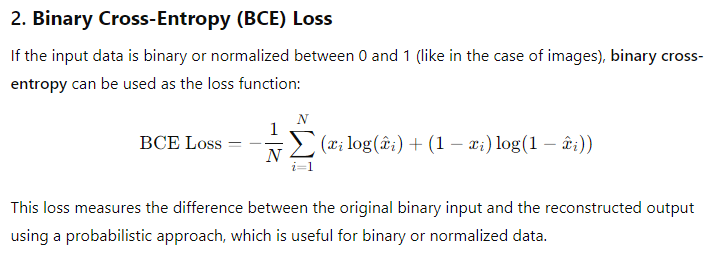 2. Binary Cross-Entropy (BCE) Loss
If the input data is binary or normalized between 0 and 1 (like in the case of images), binary cross-
entropy can be used as the loss function:
BCE Loss = −\frac{1}{N} \sum_{i=1}^{N} (x_i log(\hat{x}_i) + (1 − x_i) log(1 − \hat{x}_i))
This loss measures the difference between the original binary input and the reconstructed output
using a probabilistic approach, which is useful for binary or normalized data.